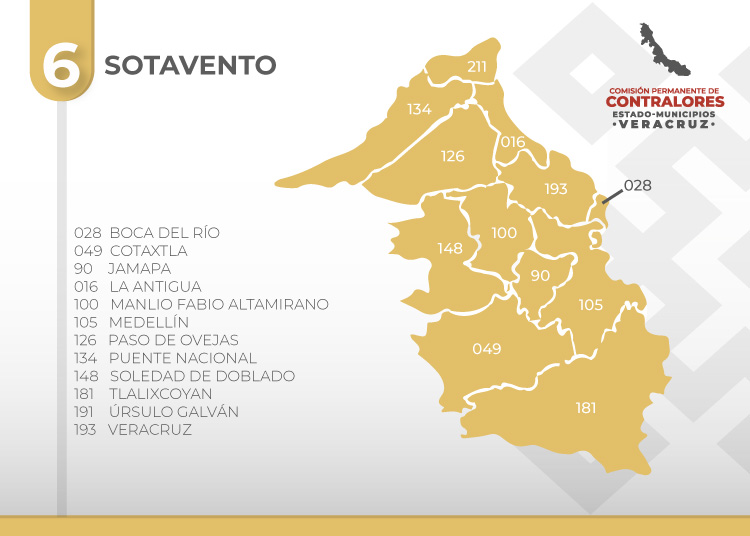 6 SOTAVENTO
COMISIÓN PERMANENTE DE
CONTRALORES
ESTADO-MUNICIPIOS
•VERACRUZ•
211
134
016
126
193
028
148
100
90
105
049
181
028 BOCA DEL RÍO
049 COTAXTLA
90 JAMAPA
016 LA ANTIGUA
100 MANLIO FABIO ALTAMIRANO
105 MEDELLÍN
126 PASO DE OVEJAS
134 PUENTE NACIONAL
148 SOLEDAD DE DOBLADO
181 TLALIXCOYAN
191 ÚRSULO GALVÁN
193 VERACRUZ